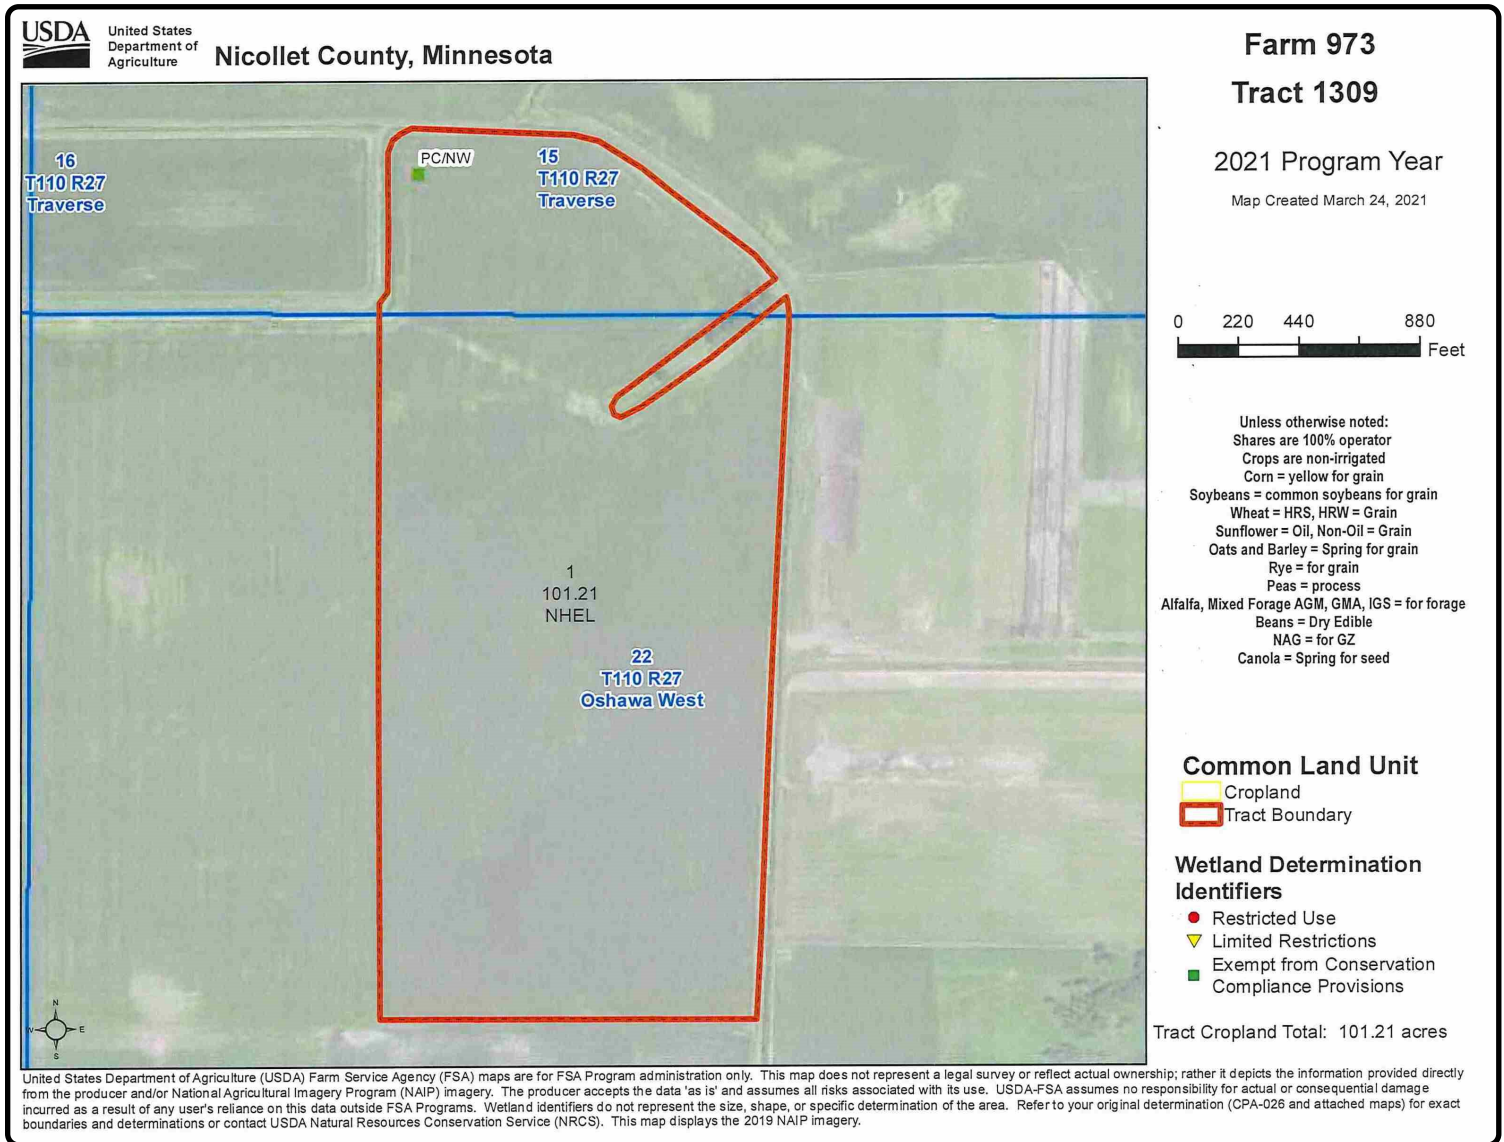 USDA
United States
Department of
Agriculture
Nicollet County, Minnesota
Farm 973
Tract 1309
2021 Program Year
Map Created March 24, 2021
16
T110 R27
Traverse
PC/NW
15
T110 R27
Traverse
0 220 440 880
Feet
Unless otherwise noted:
Shares are 100% operator
Crops are non-irrigated
Corn = yellow for grain
Soybeans = common soybeans for grain
Wheat = HRS, HRW = Grain
Sunflower = Oil, Non-Oil = Grain
Oats and Barley = Spring for grain
Rye = for grain
Peas = process
Alfalfa, Mixed Forage AGM, GMA, IGS = for forage
Beans = Dry Edible
NAG = for GZ
Canola = Spring for seed
1
101.21
NHEL
22
T110 R27
Oshawa West
Common Land Unit
Cropland
Tract Boundary
Wetland Determination
Identifiers
Restricted Use
Limited Restrictions
Exempt from Conservation
Compliance Provisions
N
W E
S
Tract Cropland Total: 101.21 acres
United States Department of Agriculture (USDA) Farm Service Agency (FSA) maps are for FSA Program administration only. This map does not represent a legal survey or reflect actual ownership; rather it depicts the information provided directly
from the producer and/or National Agricultural Imagery Program (NAIP) imagery. The producer accepts the data 'as is' and assumes all risks associated with its use. USDA-FSA assumes no responsibility for actual or consequential damage
incurred as a result of any user's reliance on this data outside FSA Programs. Wetland identifiers do not represent the size, shape, or specific determination of the area. Refer to your original determination (CPA-026 and attached maps) for exact
boundaries and determinations or contact USDA Natural Resources Conservation Service (NRCS). This map displays the 2019 NAIP imagery.